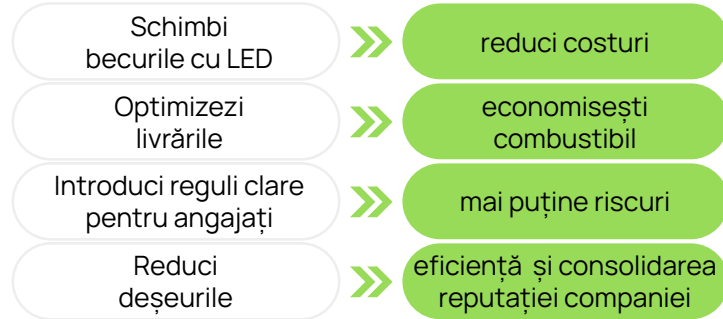 Schimbi
becurile cu LED
reduci costuri
Optimizezi
livrările
economisești
combustibil
Introduci reguli clare
pentru angajați
mai puține riscuri
Reduci
deșeurile
eficiență și consolidarea
reputației companiei